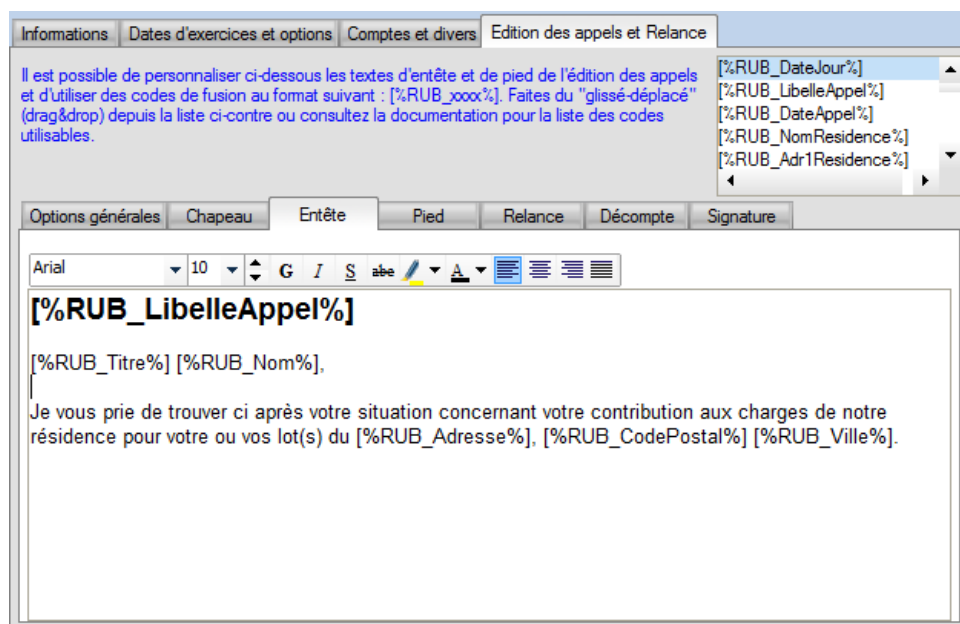 Informations Dates d'exercices et options Comptes et divers Edition des appels et Relance
Il est possible de personnaliser ci-dessous les textes d'entête et de pied de l'édition des appels
et d'utiliser des codes de fusion au format suivant : [%RUB_xxxx%]. Faites du "glissé-déplacé"
(drag&drop) depuis la liste ci-contre ou consultez la documentation pour la liste des codes
utilisables.
[%RUB_DateJour%]
[%RUB_LibelleAppel%]
[%RUB_DateAppel%]
[%RUB_NomResidence%]
[%RUB_Adr1Residence%]
Options générales Chapeau Entête Pied Relance Décompte Signature
Arial 10 G I S abc A
[%RUB_LibelleAppel%]
[%RUB_Titre%] [%RUB_Nom%],
Je vous prie de trouver ci après votre situation concernant votre contribution aux charges de notre
résidence pour votre ou vos lot(s) du [%RUB_Adresse%], [%RUB_CodePostal%] [%RUB_Ville%].